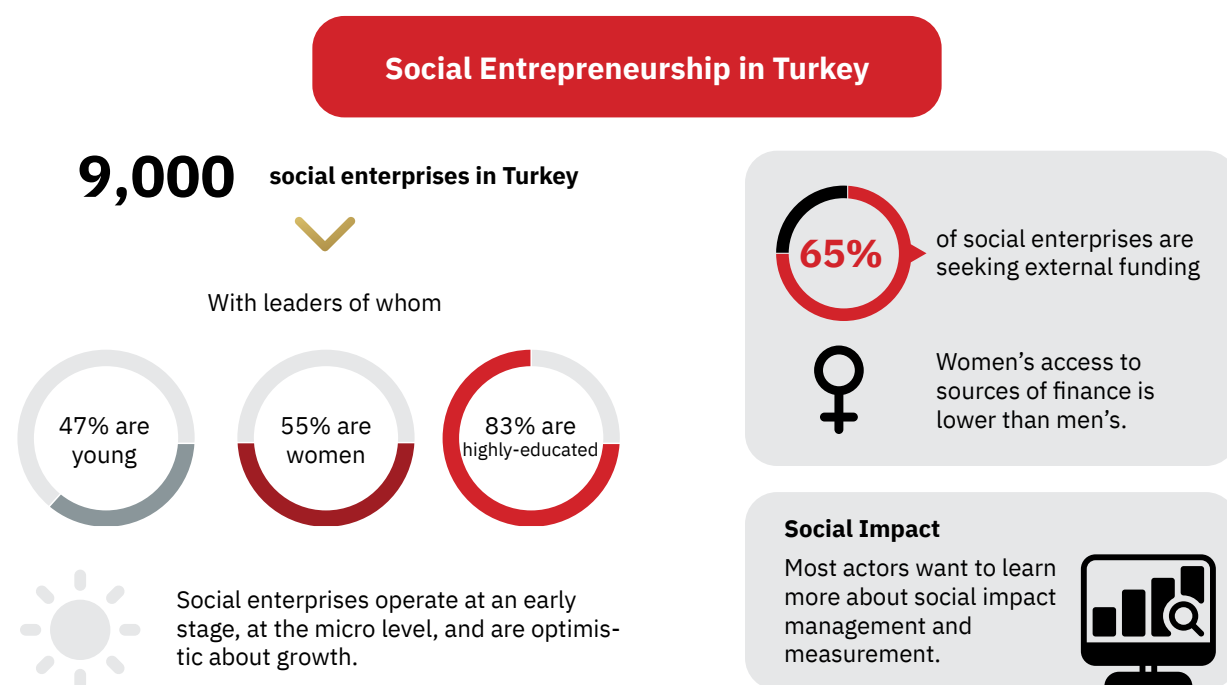 Social Entrepreneurship in Turkey
9,000 social enterprises in Turkey
With leaders of whom
47% are
young
55% are
women
83% are
highly-educated
Social enterprises operate at an early
stage, at the micro level, and are optimis-
tic about growth.
65%
of social enterprises are
seeking external funding
Women’s access to
sources of finance is
lower than men’s.
Social Impact
Most actors want to learn
more about social impact
management and
measurement.